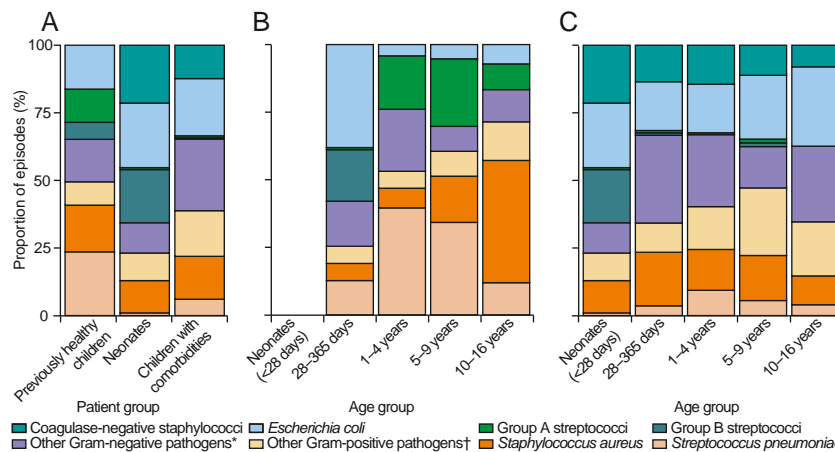 A
B
C
Proportion of episodes (%)
100
75
50
25
0
Previously healthy
children
Neonates
Children with
comorbidities
Patient group
Neonates
(<28 days)
28–365 days
1–4 years
5–9 years
10–16 years
Age group
Neonates
(<28 days)
28–365 days
1–4 years
5–9 years
10–16 years
Age group
Coagulase-negative staphylococci Escherichia coli Group A streptococci Group B streptococci
Other Gram-negative pathogens* Other Gram-positive pathogens† Staphylococcus aureus Streptococcus pneumoniae